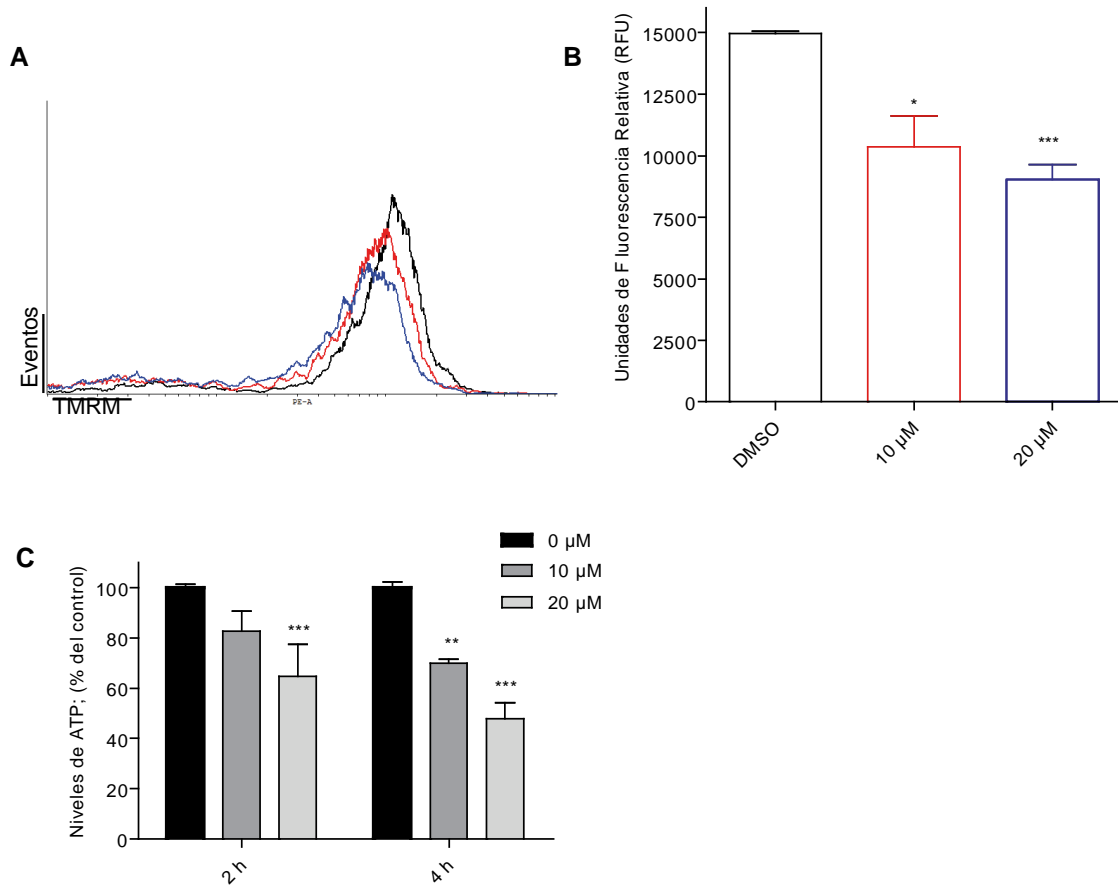 A
Eventos
TMRM
PE-A
B
Unidades de F luorescencia Relativa (RFU)
15000
12500
10000
7500
5000
2500
0
*
***
DMSO
10 µM
20 µM
C
0 µM
10 µM
20 µM
Niveles de ATP; (% del control)
100
80
60
40
20
0
***
**
***
2 h
4 h